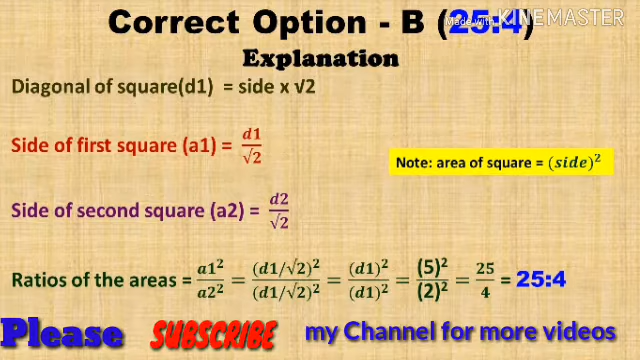 Correct Option - B (25:4)
Made with KINEMASTER
Explanation
Diagonal of square(d1) = side x √2
Side of first square (a1) = d1/√2
Note: area of square = (side)²
Side of second square (a2) = d2/√2
Ratios of the areas = a1²/a2² = (d1/√2)²/(d1/√2)² = (d1)²/(d1)² = (5)²/(2)² = 25/4 = 25:4
Please SUBSCRIBE my Channel for more videos